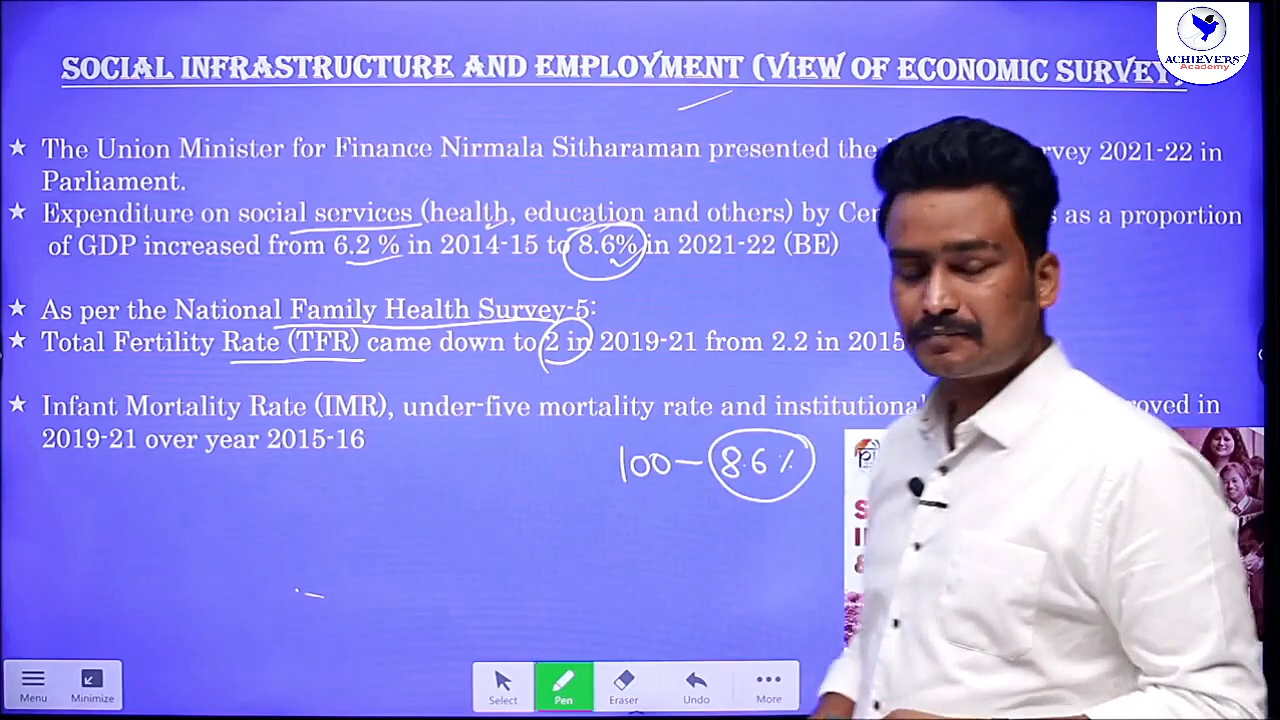 ACHIEVERS
Academy
SOCIAL INFRASTRUCTURE AND EMPLOYMENT (VIEW OF ECONOMIC SURVEY)
★ The Union Minister for Finance Nirmala Sitharaman presented the rvey 2021-22 in
Parliament.
★ Expenditure on social services (health, education and others) by Cen s as a proportion
of GDP increased from 6.2 % in 2014-15 to 8.6% in 2021-22 (BE)
★ As per the National Family Health Survey-5:
★ Total Fertility Rate (TFR) came down to 2 in 2019-21 from 2.2 in 2015
★ Infant Mortality Rate (IMR), under-five mortality rate and institutional roved in
2019-21 over year 2015-16
100 - 8.6 %
Menu
Minimize
Select
Pen
Eraser
Undo
More